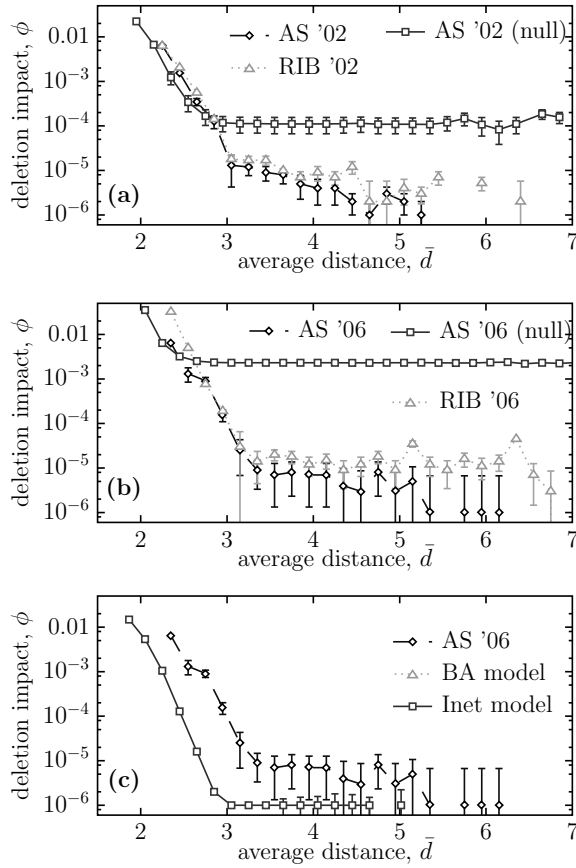 AS '02
AS '02 (null)
RIB '02
0.01
10⁻³
10⁻⁴
10⁻⁵
10⁻⁶
deletion impact, ϕ
(a)
2 3 4 5 6 7
average distance, d̄
AS '06
AS '06 (null)
RIB '06
0.01
10⁻³
10⁻⁴
10⁻⁵
10⁻⁶
deletion impact, ϕ
(b)
2 3 4 5 6 7
average distance, d̄
AS '06
BA model
Inet model
0.01
10⁻³
10⁻⁴
10⁻⁵
10⁻⁶
deletion impact, ϕ
(c)
2 3 4 5 6 7
average distance, d̄